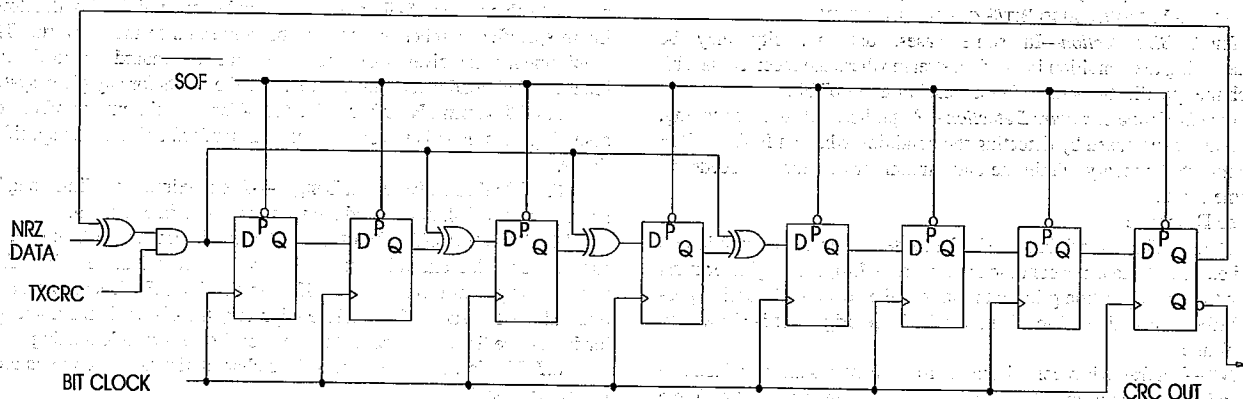 SOF
P P P P P P P P
D Q D Q D Q D Q D Q D Q D Q D Q
NRZ
DATA
Q
TXCRC
BIT CLOCK
CRC OUT